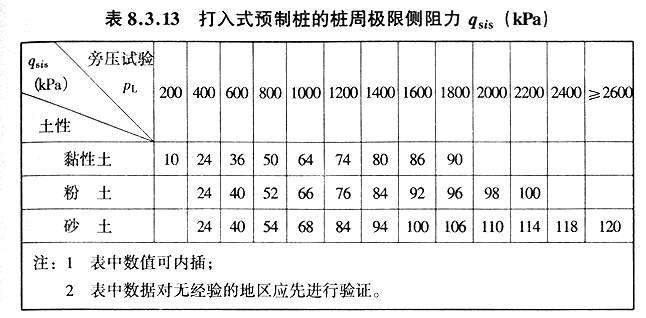 表 8.3.13 打入式预制桩的桩周极限侧阻力 qsis (kPa)
qsis (kPa) 旁压试验 pL 土性 200 400 600 800 1000 1200 1400 1600 1800 2000 2200 2400 ≥2600
黏性土 10 24 36 50 64 74 80 86 90
粉 土 24 40 52 66 76 84 92 96 98 100
砂 土 24 40 54 68 84 94 100 106 110 114 118 120
注：1 表中数值可内插；
2 表中数据对无经验的地区应先进行验证。